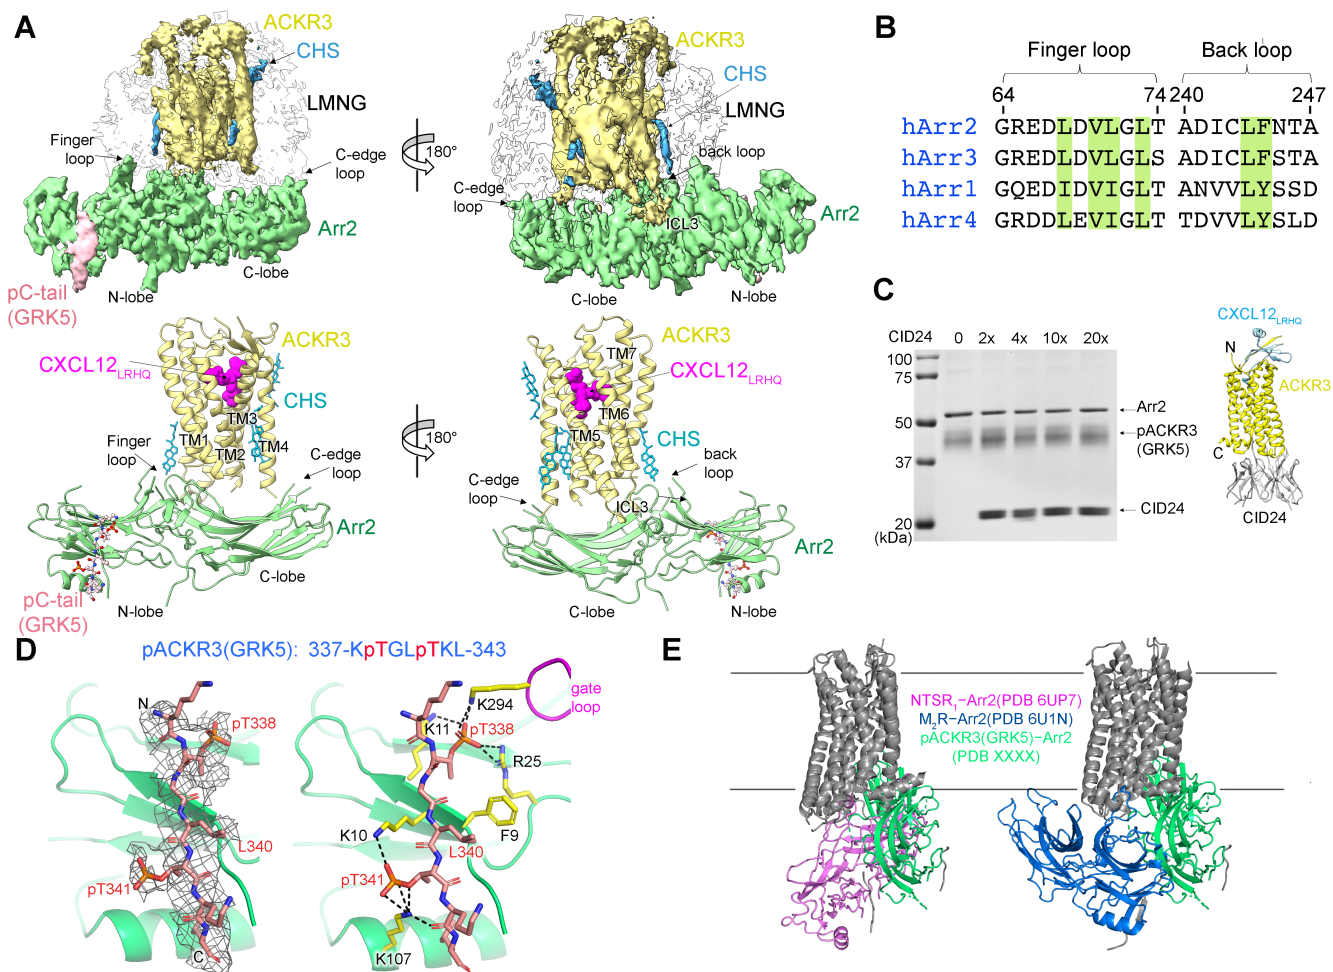 A
ACKR3
CHS
LMNG
Finger
loop
C-edge
loop
180°
Arr2
C-lobe
N-lobe
pC-tail
(GRK5)
ACKR3
CHS
LMNG
back loop
C-edge
loop
ICL3
Arr2
C-lobe
N-lobe
ACKR3
CXCL12LRHQ
CHS
TM3
TM1
TM4
TM2
Finger
loop
C-edge
loop
180°
Arr2
C-lobe
pC-tail
(GRK5)
N-lobe
TM7
CXCL12LRHQ
TM6
TM5
CHS
C-edge
loop
back
loop
ICL3
Arr2
C-lobe
N-lobe
B
Finger loop Back loop
64 74 240 247
hArr2 GREDLDVLGLT ADICLFNTA
hArr3 GREDLDVLGLS ADICLFSTA
hArr1 GQEDIDVIGLT ANVVLYSSD
hArr4 GRDDLEVIGLT TDVVLYSLD
C
CID24 0 2x 4x 10x 20x
100
75
50
37
20
(kDa)
Arr2
pACKR3
(GRK5)
CID24
CXCL12LRHQ
N
ACKR3
C
CID24
D
pACKR3(GRK5): 337-KpTGLpTKL-343
N
pT338
L340
pT341
C
gate
loop
K294
K11
pT338
R25
K10
F9
L340
pT341
K107
E
NTSR1–Arr2(PDB 6UP7)
M2R–Arr2(PDB 6U1N)
pACKR3(GRK5)–Arr2
(PDB XXXX)